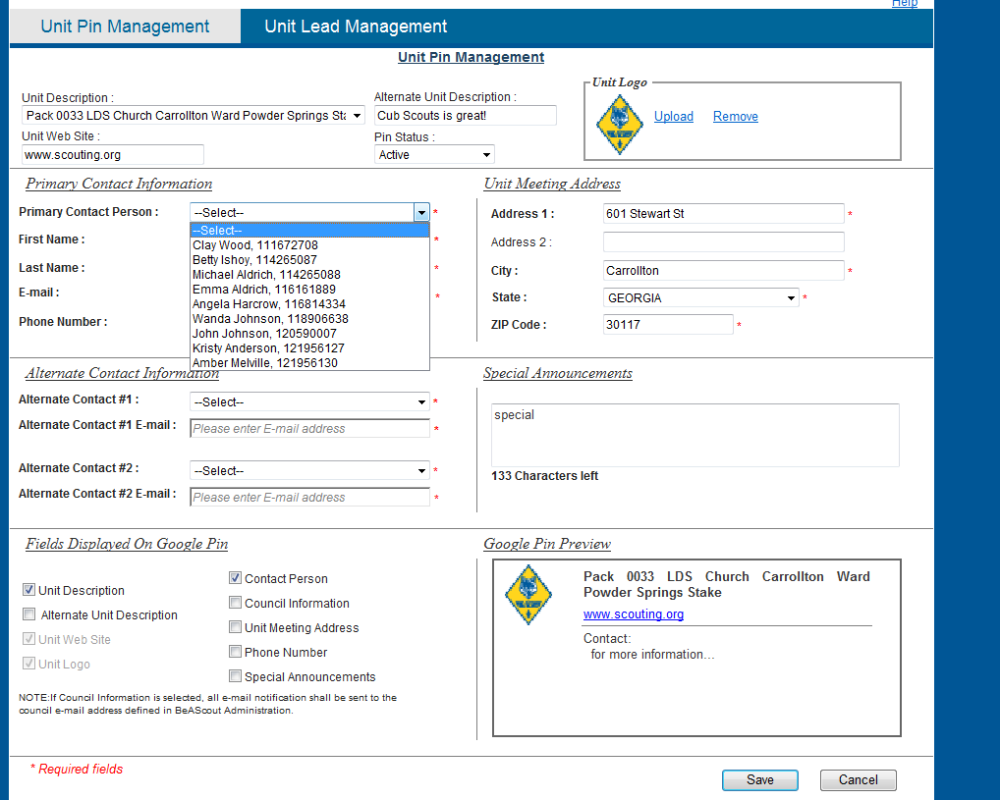 Help
Unit Pin Management
Unit Lead Management
Unit Pin Management
Unit Description :
Pack 0033 LDS Church Carrollton Ward Powder Springs Sta
Alternate Unit Description :
Cub Scouts is great!
Unit Web Site :
www.scouting.org
Pin Status :
Active
Unit Logo
Upload
Remove
Primary Contact Information
Primary Contact Person :
--Select--
*
--Select--
Clay Wood, 111672708
Betty Ishoy, 114265087
Michael Aldrich, 114265088
Emma Aldrich, 116161889
Angela Harcrow, 116814334
Wanda Johnson, 118906638
John Johnson, 120590007
Kristy Anderson, 121956127
Amber Melville, 121956130
First Name :
*
Last Name :
*
E-mail :
*
Phone Number :
Unit Meeting Address
Address 1 :
601 Stewart St
*
Address 2 :
City :
Carrollton
*
State :
GEORGIA
*
ZIP Code :
30117
*
Alternate Contact Information
Alternate Contact #1 :
--Select--
*
Alternate Contact #1 E-mail :
Please enter E-mail address
*
Alternate Contact #2 :
--Select--
*
Alternate Contact #2 E-mail :
Please enter E-mail address
*
Special Announcements
special
133 Characters left
Fields Displayed On Google Pin
Unit Description
Alternate Unit Description
Unit Web Site
Unit Logo
Contact Person
Council Information
Unit Meeting Address
Phone Number
Special Announcements
NOTE:If Council Information is selected, all e-mail notification shall be sent to the
council e-mail address defined in BeAScout Administration.
Google Pin Preview
Pack 0033 LDS Church Carrollton Ward
Powder Springs Stake
www.scouting.org
Contact:
for more information...
* Required fields
Save
Cancel